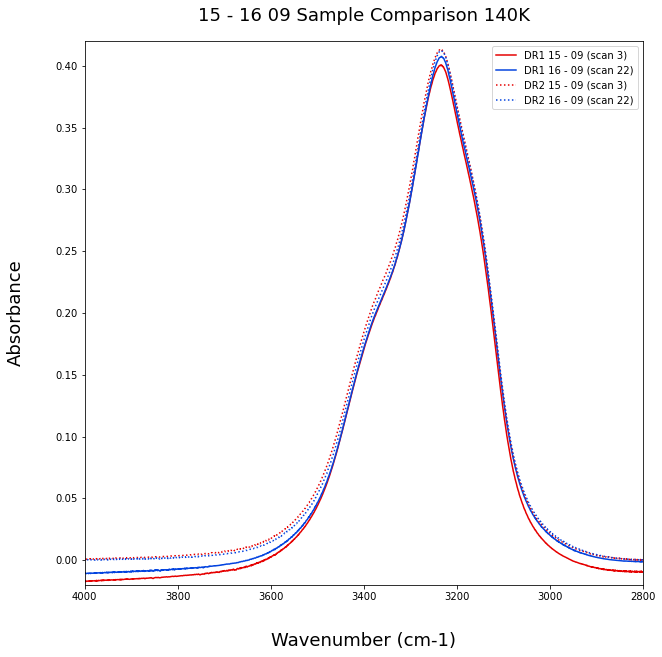 15 - 16 09 Sample Comparison 140K
DR1 15 - 09 (scan 3)
DR1 16 - 09 (scan 22)
DR2 15 - 09 (scan 3)
DR2 16 - 09 (scan 22)
0.40
0.35
0.30
0.25
0.20
0.15
0.10
0.05
0.00
Absorbance
4000 3800 3600 3400 3200 3000 2800
Wavenumber (cm-1)